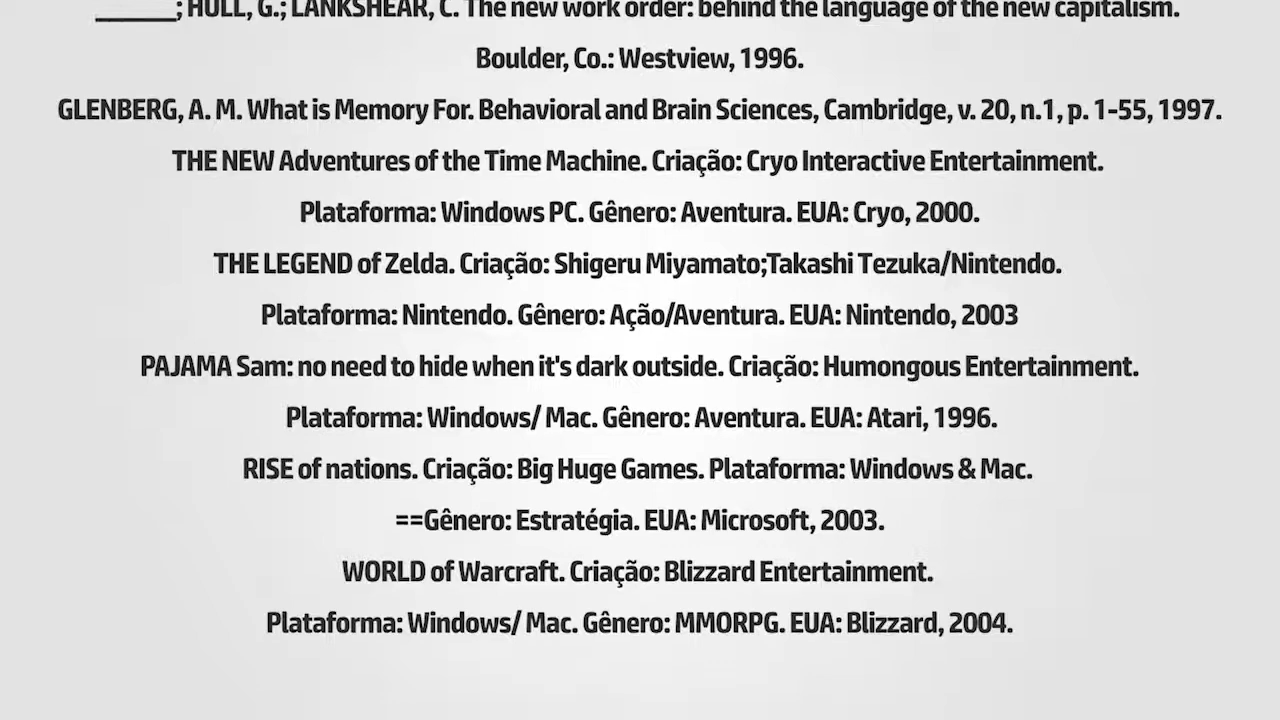 ______; HULL, G.; LANKSHEAR, C. The new work order: behind the language of the new capitalism.
Boulder, Co.: Westview, 1996.
GLENBERG, A. M. What is Memory For. Behavioral and Brain Sciences, Cambridge, v. 20, n.1, p. 1-55, 1997.
THE NEW Adventures of the Time Machine. Criação: Cryo Interactive Entertainment.
Plataforma: Windows PC. Gênero: Aventura. EUA: Cryo, 2000.
THE LEGEND of Zelda. Criação: Shigeru Miyamato;Takashi Tezuka/Nintendo.
Plataforma: Nintendo. Gênero: Ação/Aventura. EUA: Nintendo, 2003
PAJAMA Sam: no need to hide when it's dark outside. Criação: Humongous Entertainment.
Plataforma: Windows/ Mac. Gênero: Aventura. EUA: Atari, 1996.
RISE of nations. Criação: Big Huge Games. Plataforma: Windows & Mac.
==Gênero: Estratégia. EUA: Microsoft, 2003.
WORLD of Warcraft. Criação: Blizzard Entertainment.
Plataforma: Windows/ Mac. Gênero: MMORPG. EUA: Blizzard, 2004.